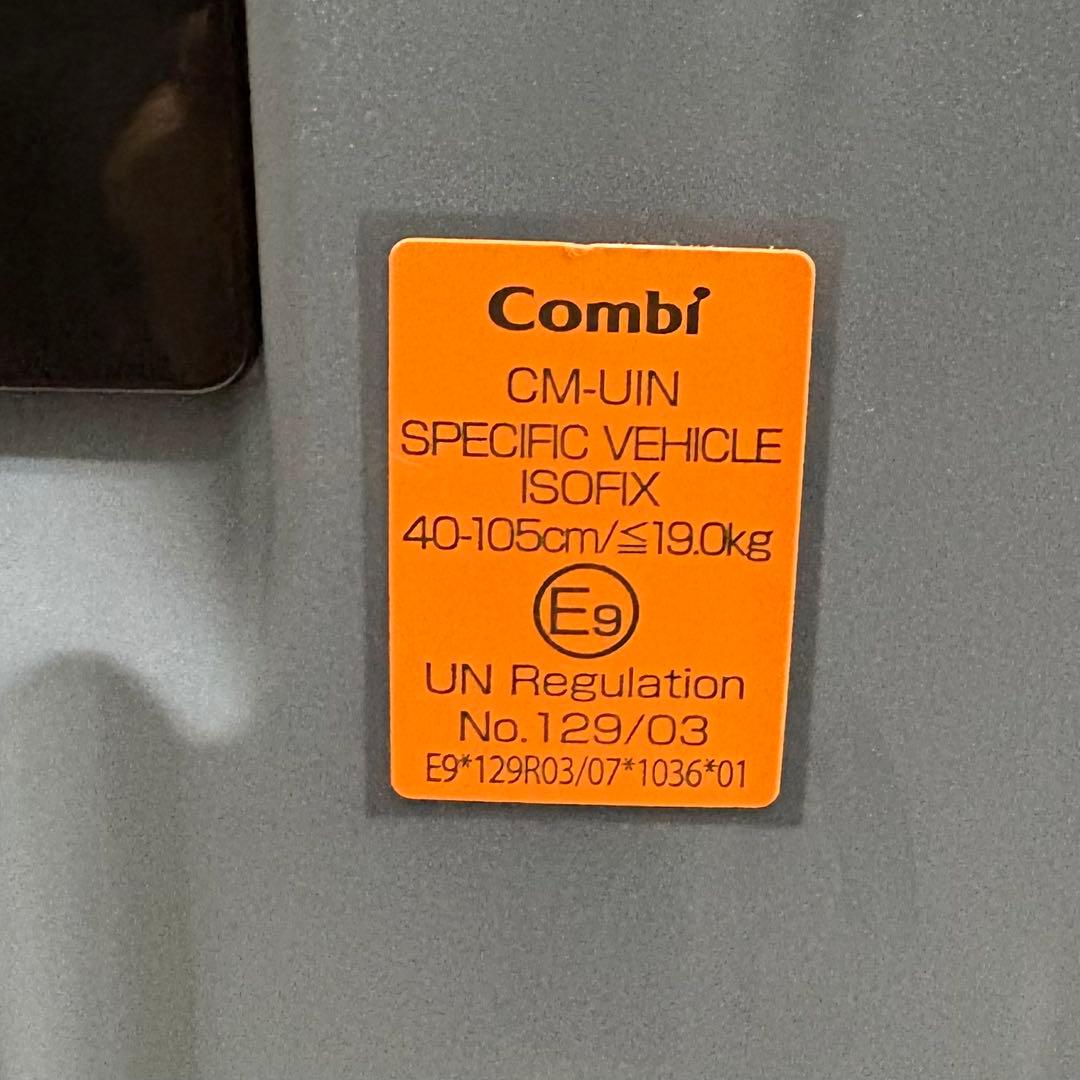 Combi
CM-UIN
SPECIFIC VEHICLE
ISOFIX
40-105cm/≦19.0kg
E9
UN Regulation
No.129/03
E9*129R03/07*1036*01